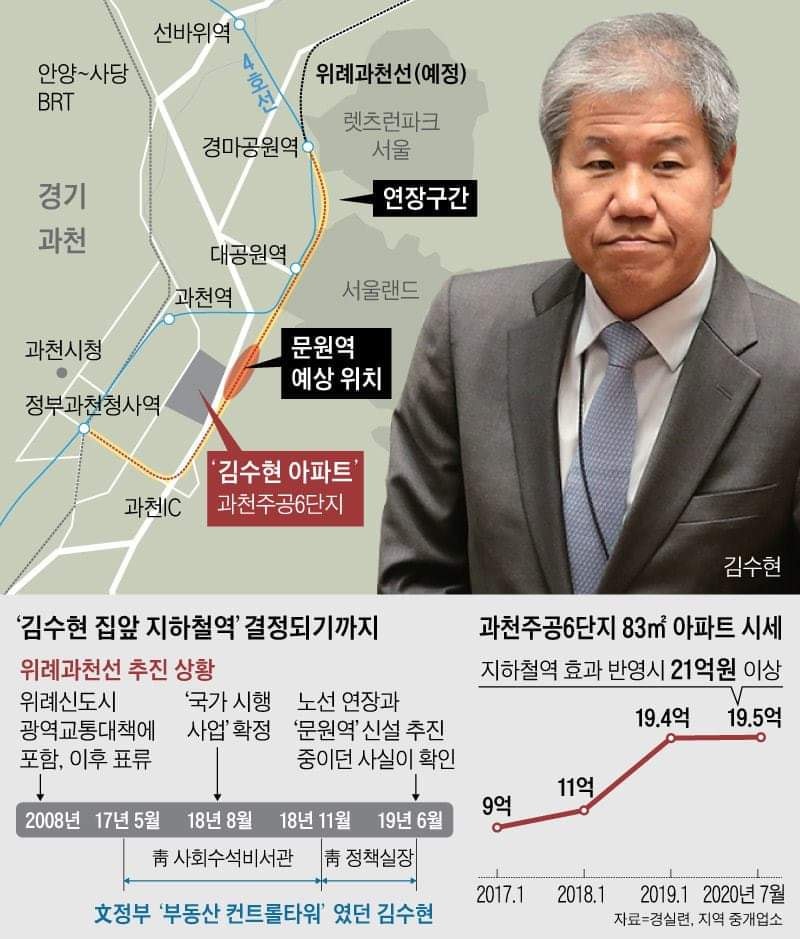 선바위역
4호선
안양~사당
BRT
위례과천선(예정)
렛츠런파크
서울
경마공원역
연장구간
경기
과천
대공원역
서울랜드
과천역
문원역
예상 위치
과천시청
정부과천청사역
'김수현 아파트'
과천주공6단지
과천IC
김수현
'김수현 집앞 지하철역' 결정되기까지
위례과천선 추진 상황
위례신도시
광역교통대책에
포함, 이후 표류
'국가 시행
사업' 확정
노선 연장과
'문원역' 신설 추진
중이던 사실이 확인
2008년 17년 5월 18년 8월 18년 11월 19년 6월
靑 사회수석비서관 靑 정책실장
文정부 '부동산 컨트롤타워' 였던 김수현
과천주공6단지 83㎡ 아파트 시세
지하철역 효과 반영시 21억원 이상
19.4억 19.5억
11억
9억
2017.1 2018.1 2019.1 2020년 7월
자료=경실련, 지역 중개업소